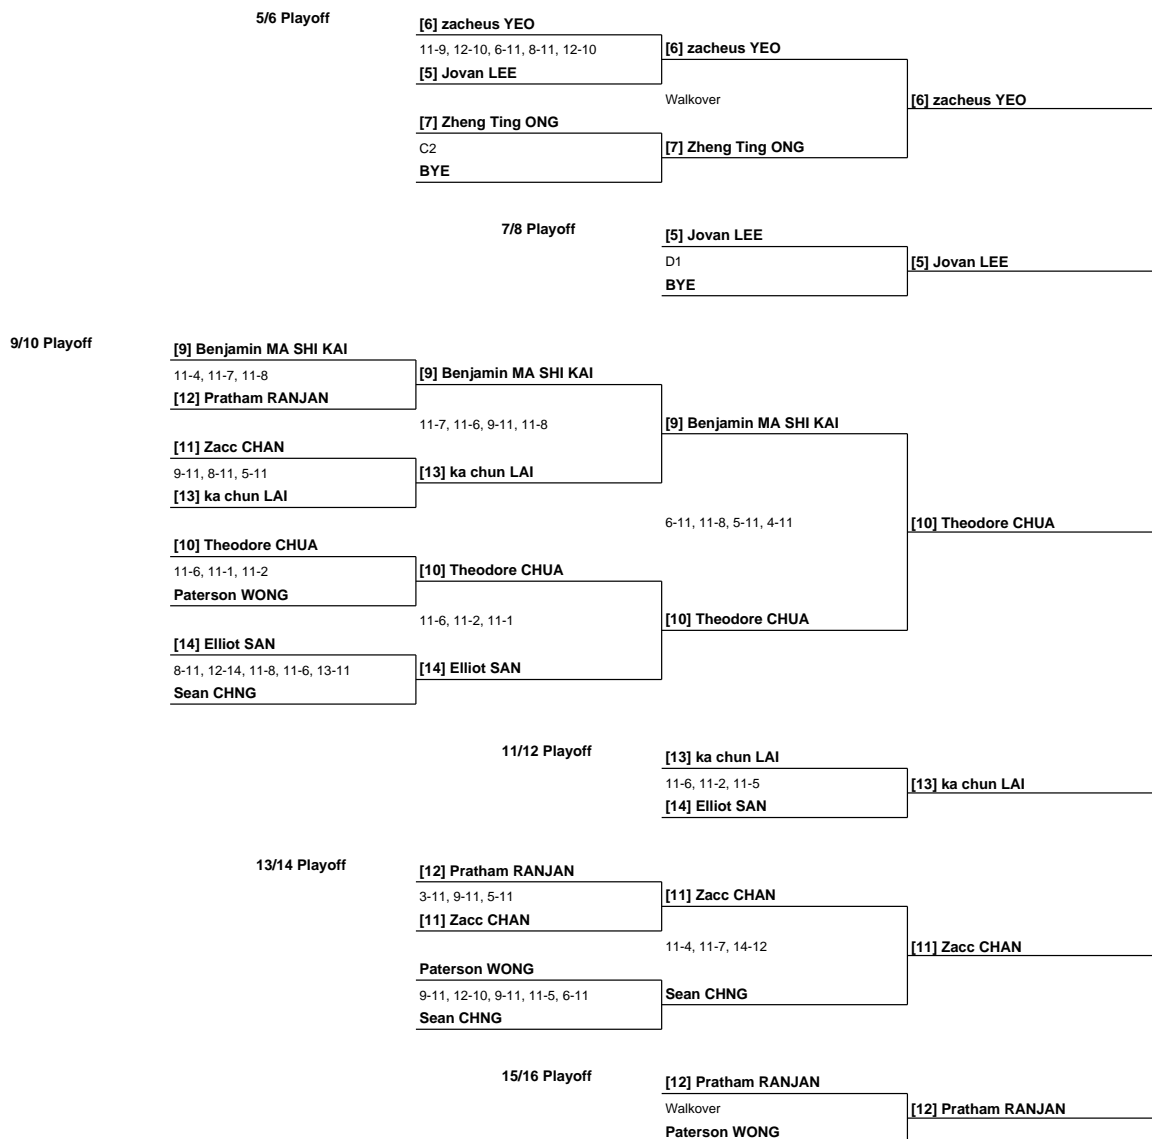 5/6 Playoff
[6] zacheus YEO
11-9, 12-10, 6-11, 8-11, 12-10
[5] Jovan LEE
[6] zacheus YEO
Walkover
[6] zacheus YEO
[7] Zheng Ting ONG
C2
BYE
[7] Zheng Ting ONG
7/8 Playoff
[5] Jovan LEE
D1
BYE
[5] Jovan LEE
9/10 Playoff
[9] Benjamin MA SHI KAI
11-4, 11-7, 11-8
[12] Pratham RANJAN
[9] Benjamin MA SHI KAI
11-7, 11-6, 9-11, 11-8
[9] Benjamin MA SHI KAI
[11] Zacc CHAN
9-11, 8-11, 5-11
[13] ka chun LAI
[13] ka chun LAI
6-11, 11-8, 5-11, 4-11
[10] Theodore CHUA
[10] Theodore CHUA
11-6, 11-1, 11-2
Paterson WONG
[10] Theodore CHUA
11-6, 11-2, 11-1
[10] Theodore CHUA
[14] Elliot SAN
8-11, 12-14, 11-8, 11-6, 13-11
Sean CHNG
[14] Elliot SAN
11/12 Playoff
[13] ka chun LAI
11-6, 11-2, 11-5
[14] Elliot SAN
[13] ka chun LAI
13/14 Playoff
[12] Pratham RANJAN
3-11, 9-11, 5-11
[11] Zacc CHAN
[11] Zacc CHAN
11-4, 11-7, 14-12
[11] Zacc CHAN
Paterson WONG
9-11, 12-10, 9-11, 11-5, 6-11
Sean CHNG
Sean CHNG
15/16 Playoff
[12] Pratham RANJAN
Walkover
Paterson WONG
[12] Pratham RANJAN